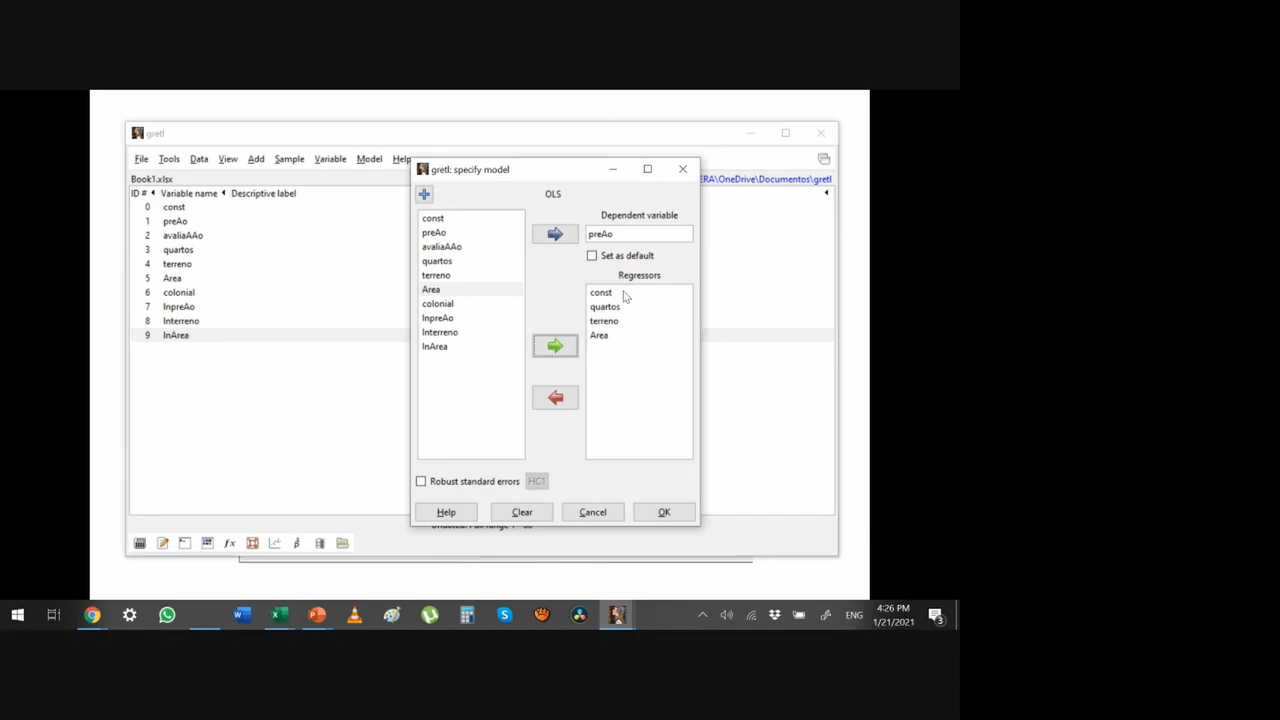 gretl
File Tools Data View Add Sample Variable Model Help
Book1.xlsx
ERA\OneDrive\Documentos\gretl
ID # Variable name Descriptive label
0 const
1 preAo
2 avaliaAAo
3 quartos
4 terreno
5 Area
6 colonial
7 lnpreAo
8 lnterreno
9 lnArea
gretl: specify model
OLS
const
preAo
avaliaAAo
quartos
terreno
Area
colonial
lnpreAo
lnterreno
lnArea
Dependent variable
preAo
Set as default
Regressors
const
quartos
terreno
Area
Robust standard errors HC1
Help Clear Cancel OK
ENG
4:26 PM
1/21/2021
3